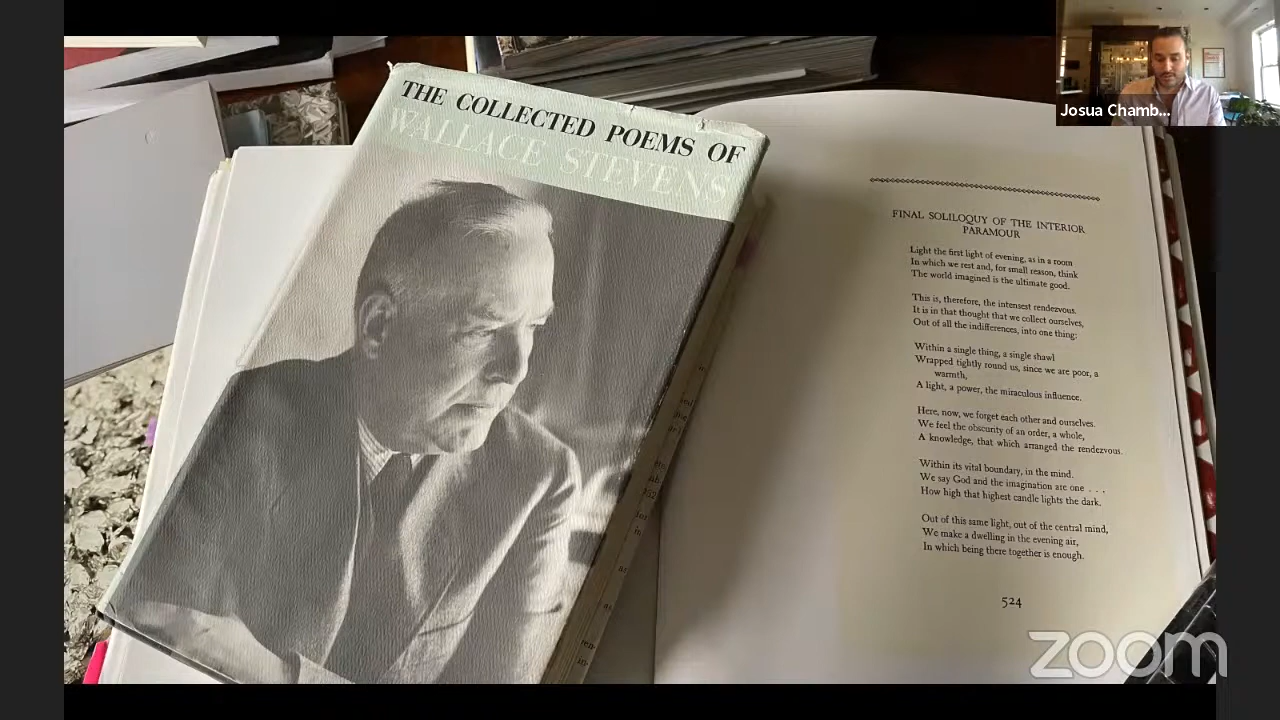 THE COLLECTED POEMS OF
WALLACE STEVENS
FINAL SOLILOQUY OF THE INTERIOR
PARAMOUR
Light the first light of evening, as in a room
In which we rest and, for small reason, think
The world imagined is the ultimate good.
This is, therefore, the intensest rendezvous.
It is in that thought that we collect ourselves,
Out of all the indifferences, into one thing:
Within a single thing, a single shawl
Wrapped tightly round us, since we are poor, a
warmth,
A light, a power, the miraculous influence.
Here, now, we forget each other and ourselves.
We feel the obscurity of an order, a whole,
A knowledge, that which arranged the rendezvous.
Within its vital boundary, in the mind.
We say God and the imagination are one . . .
How high that highest candle lights the dark.
Out of this same light, out of the central mind,
We make a dwelling in the evening air,
In which being there together is enough.
524
Josua Chamb...
zoom